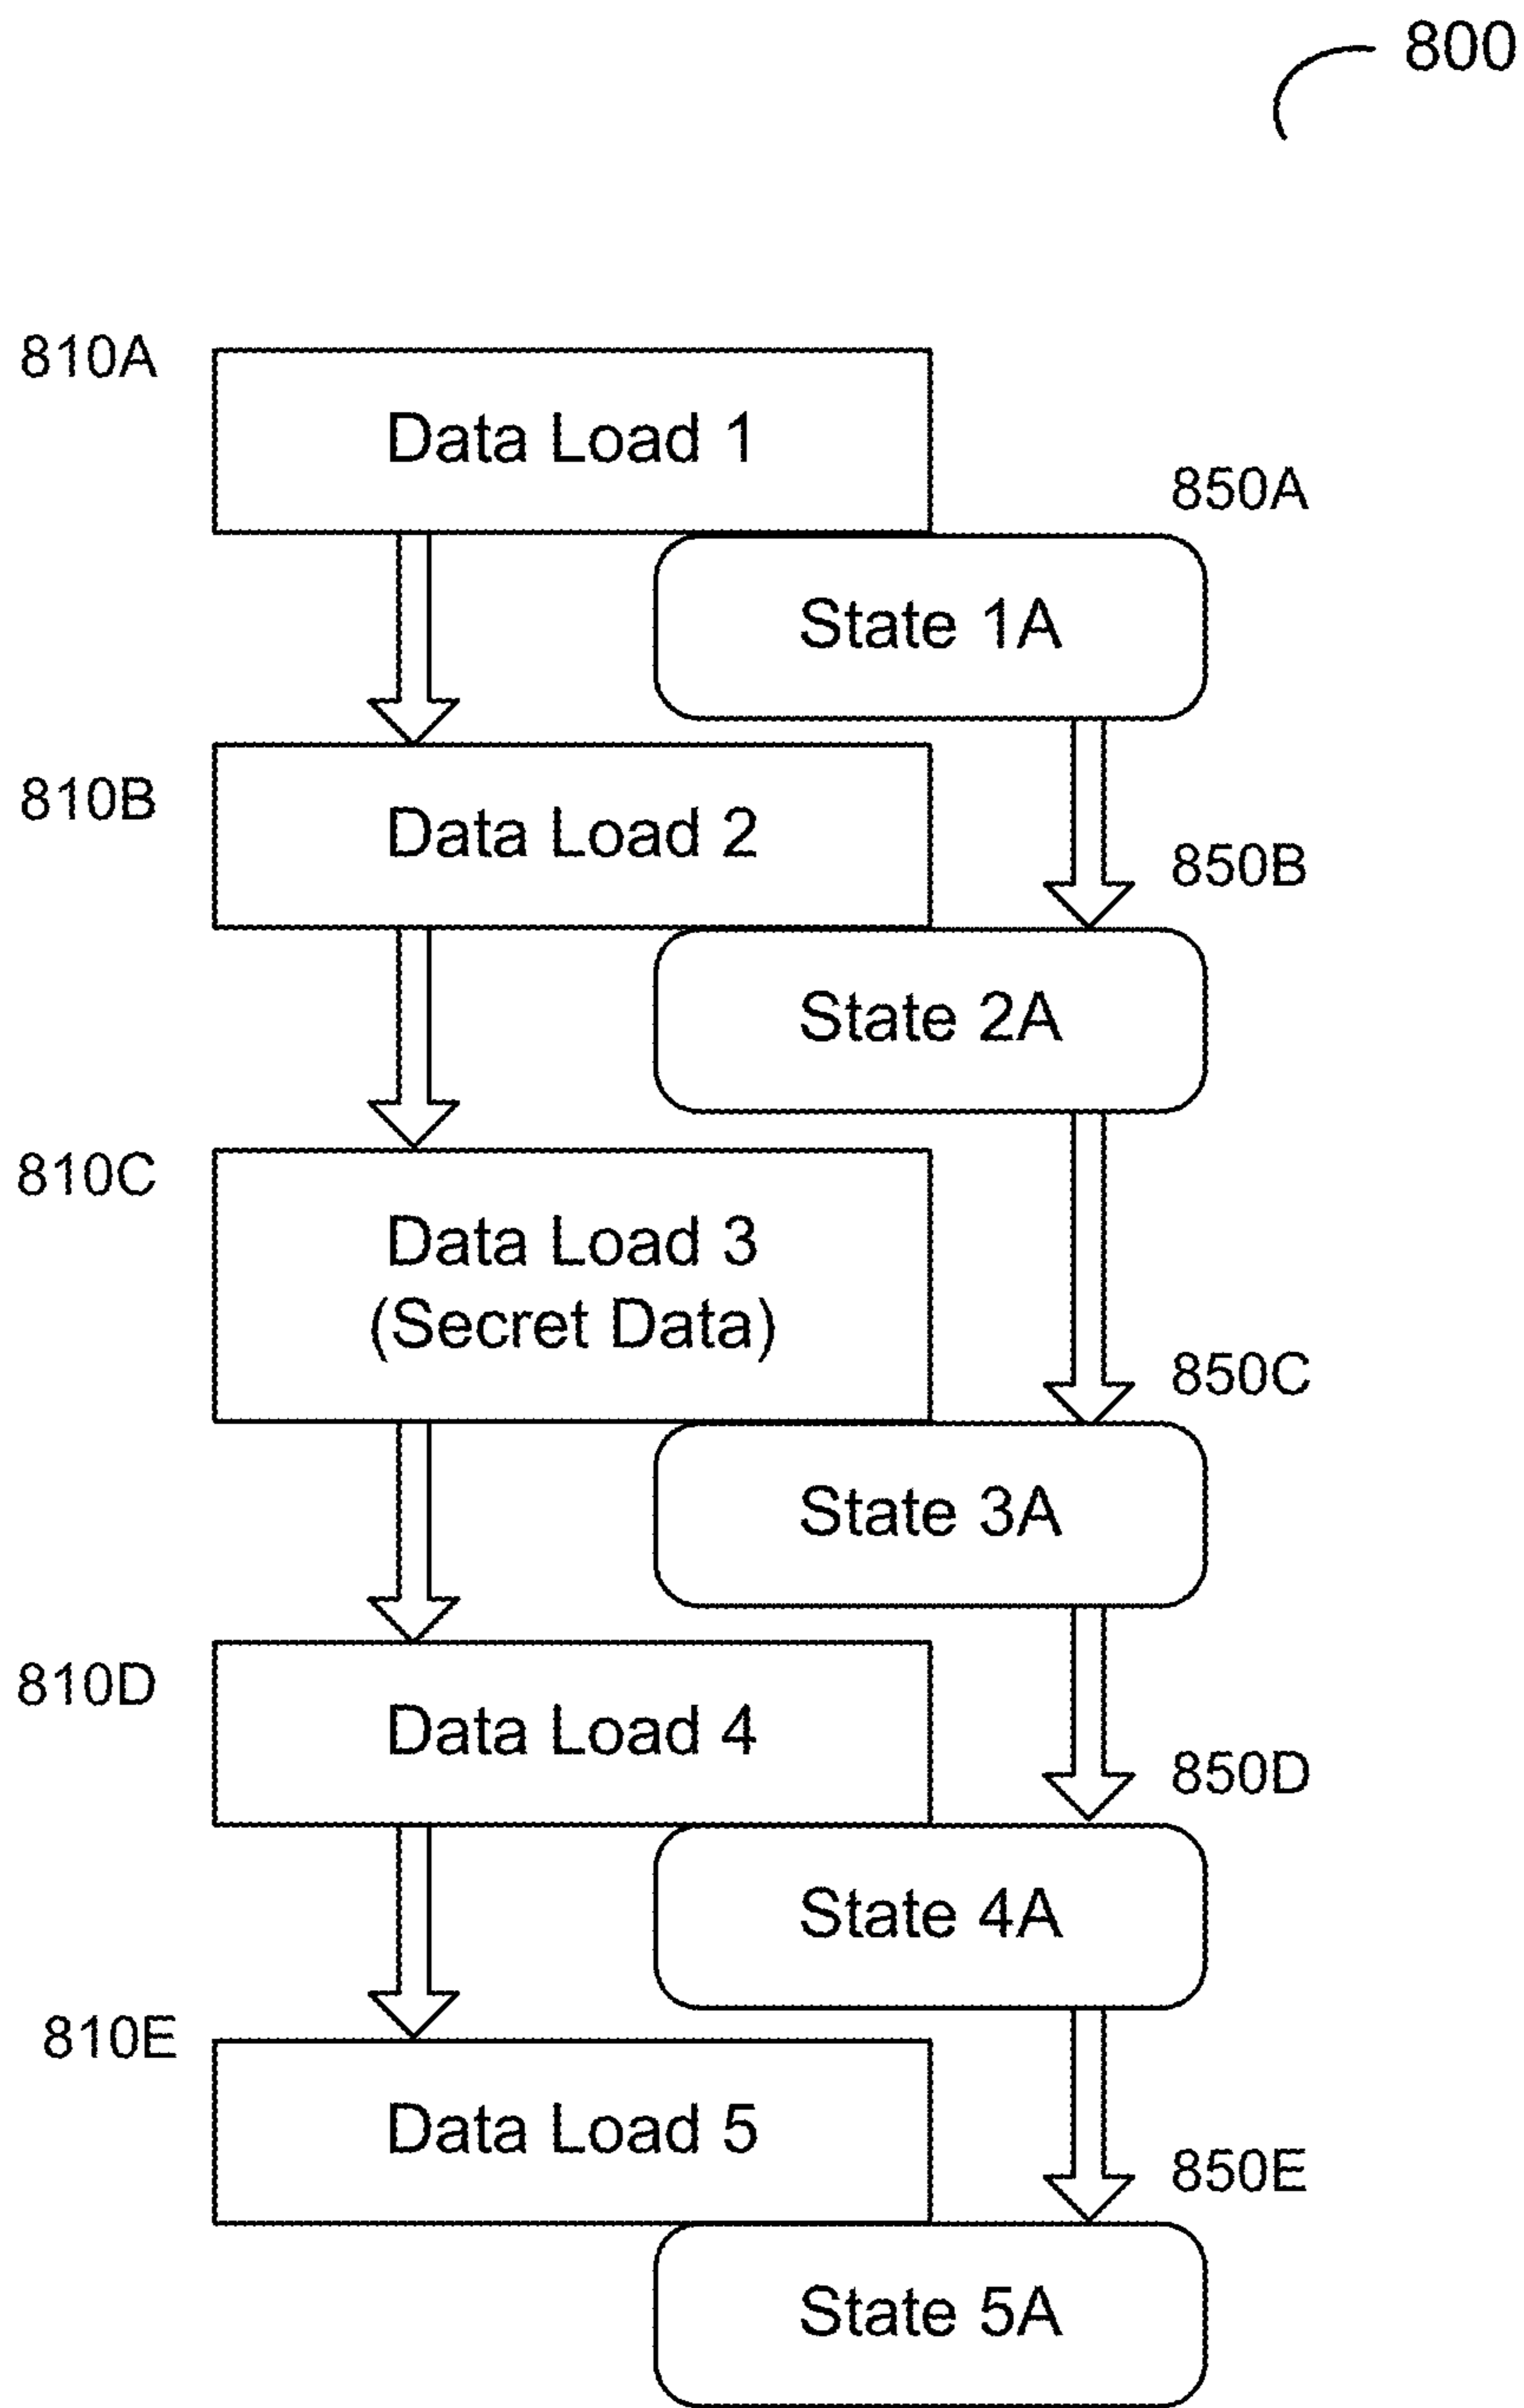 800
810A
Data Load 1
850A
State 1A
810B
Data Load 2
850B
State 2A
810C
Data Load 3
(Secret Data)
850C
State 3A
810D
Data Load 4
850D
State 4A
810E
Data Load 5
850E
State 5A